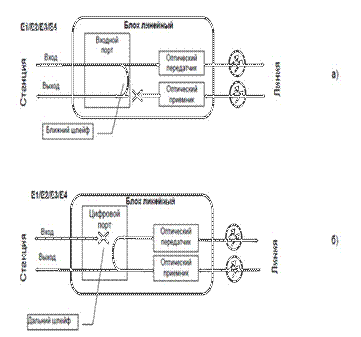 E1/E2/E3/E4
Блок линейный
Входной порт
Вход
Выход
Станция
Оптический передатчик
Оптический приемник
Линия
а)
Ближний шлейф
E1/E2/E3/E4
Блок линейный
Цифровой порт
Вход
Выход
Станция
Оптический передатчик
Оптический приемник
Линия
б)
Дальний шлейф